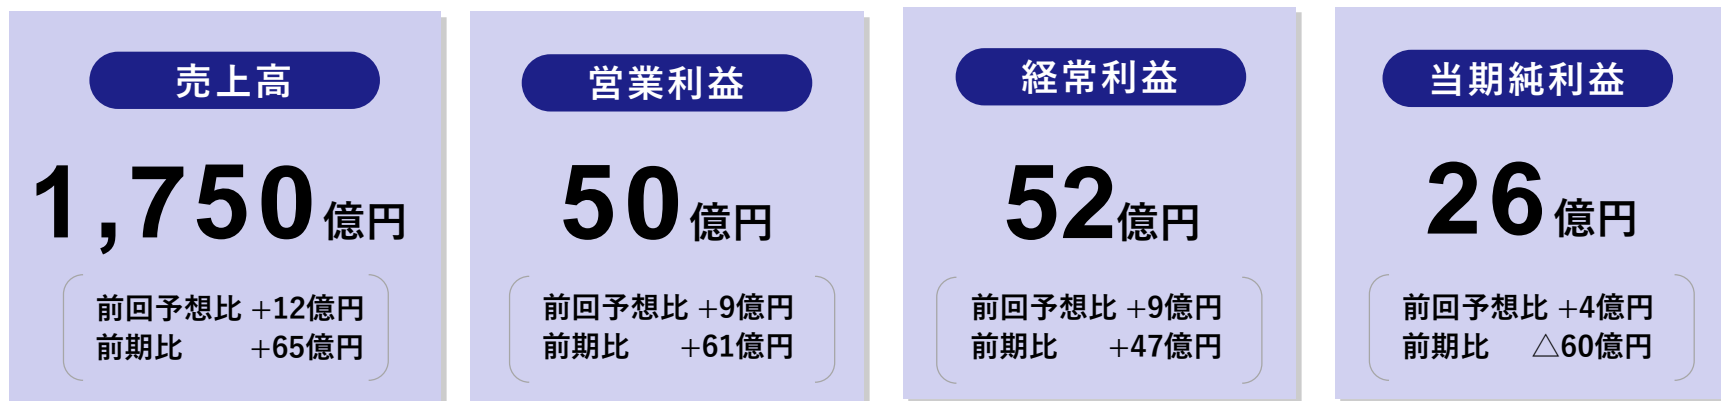 売上高
1,750億円
前回予想比 +12億円
前期比 +65億円
営業利益
50億円
前回予想比 +9億円
前期比 +61億円
経常利益
52億円
前回予想比 +9億円
前期比 +47億円
当期純利益
26億円
前回予想比 +4億円
前期比 △60億円